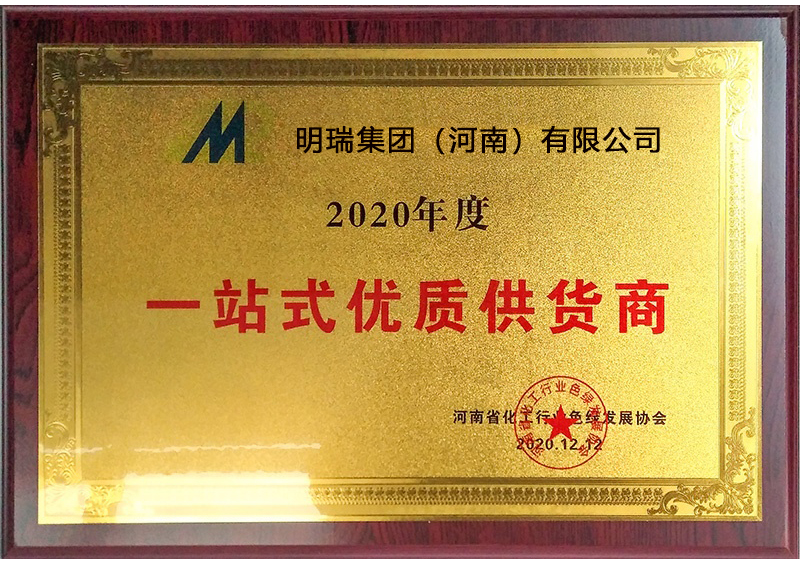 明瑞集团（河南）有限公司
2020年度
一站式优质供货商
河南省化工行业色绿发展协会
2020.12.12